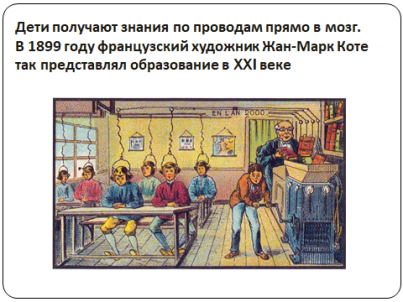 Дети получают знания по проводам прямо в мозг.
В 1899 году французский художник Жан-Марк Коте
так представлял образование в XXI веке
EN L'AN 2000